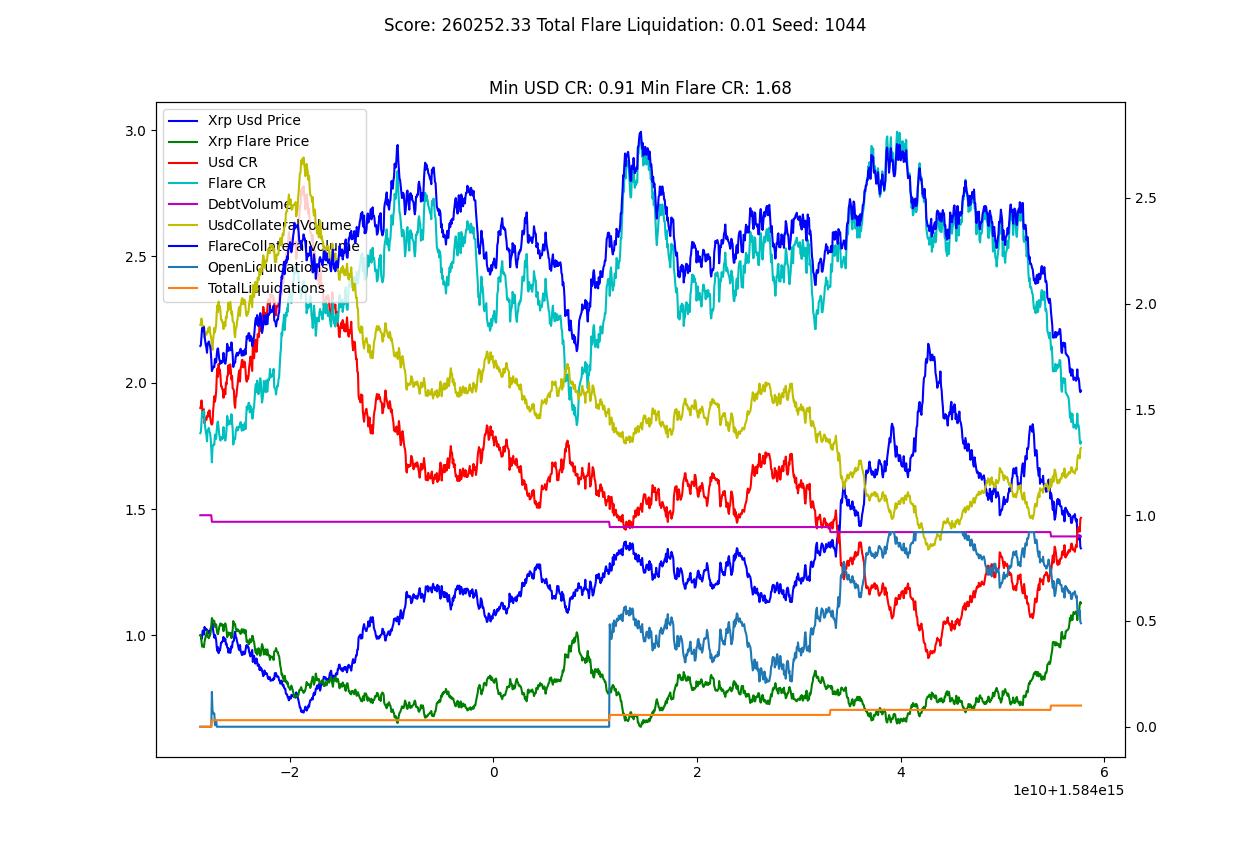 Score: 260252.33 Total Flare Liquidation: 0.01 Seed: 1044
Min USD CR: 0.91 Min Flare CR: 1.68
Xrp Usd Price
Xrp Flare Price
Usd CR
Flare CR
DebtVolume
UsdCollateralVolume
FlareCollateralVolume
OpenLiquidations
TotalLiquidations
3.0
2.5
2.0
1.5
1.0
2.5
2.0
1.5
1.0
0.5
0.0
−2 0 2 4 6
1e10+1.584e15